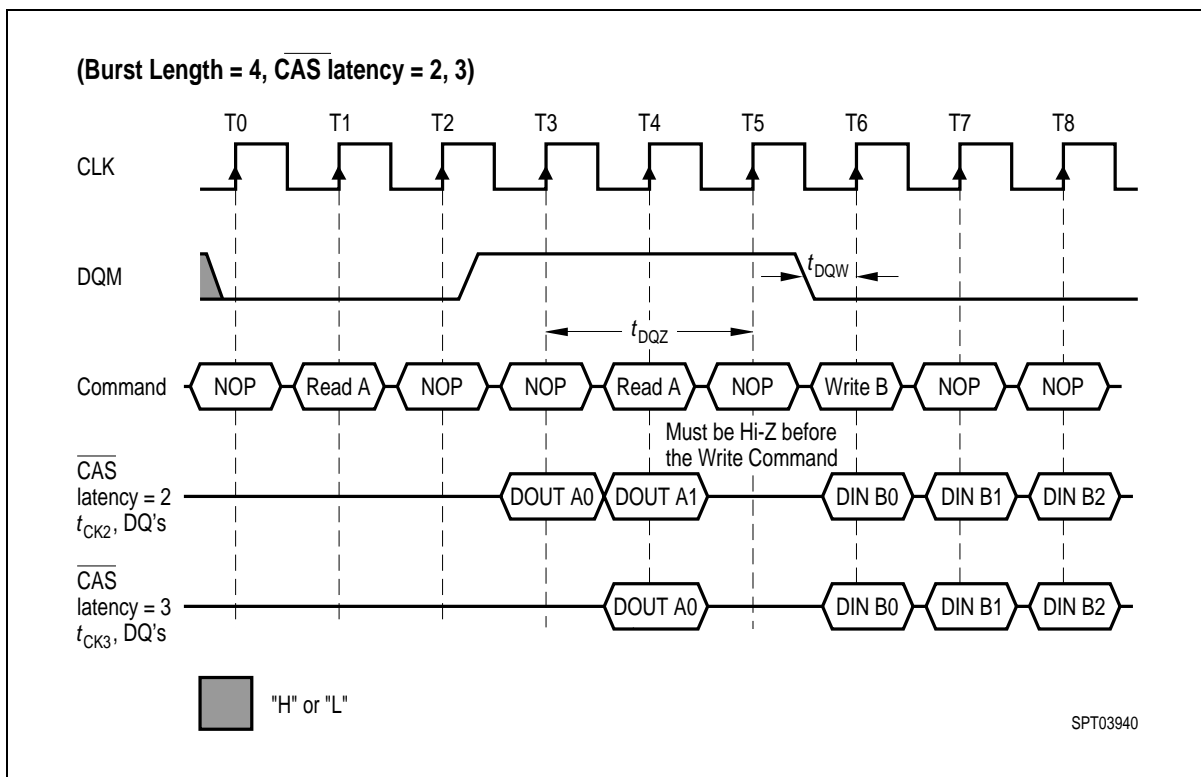 (Burst Length = 4, CAS latency = 2, 3)
T0 T1 T2 T3 T4 T5 T6 T7 T8
CLK
DQM
tDQW
tDQZ
Command NOP Read A NOP NOP Read A NOP Write B NOP NOP
Must be Hi-Z before
the Write Command
CAS
latency = 2
tCK2, DQ's
DOUT A0 DOUT A1 DIN B0 DIN B1 DIN B2
CAS
latency = 3
tCK3, DQ's
DOUT A0 DIN B0 DIN B1 DIN B2
"H" or "L"
SPT03940